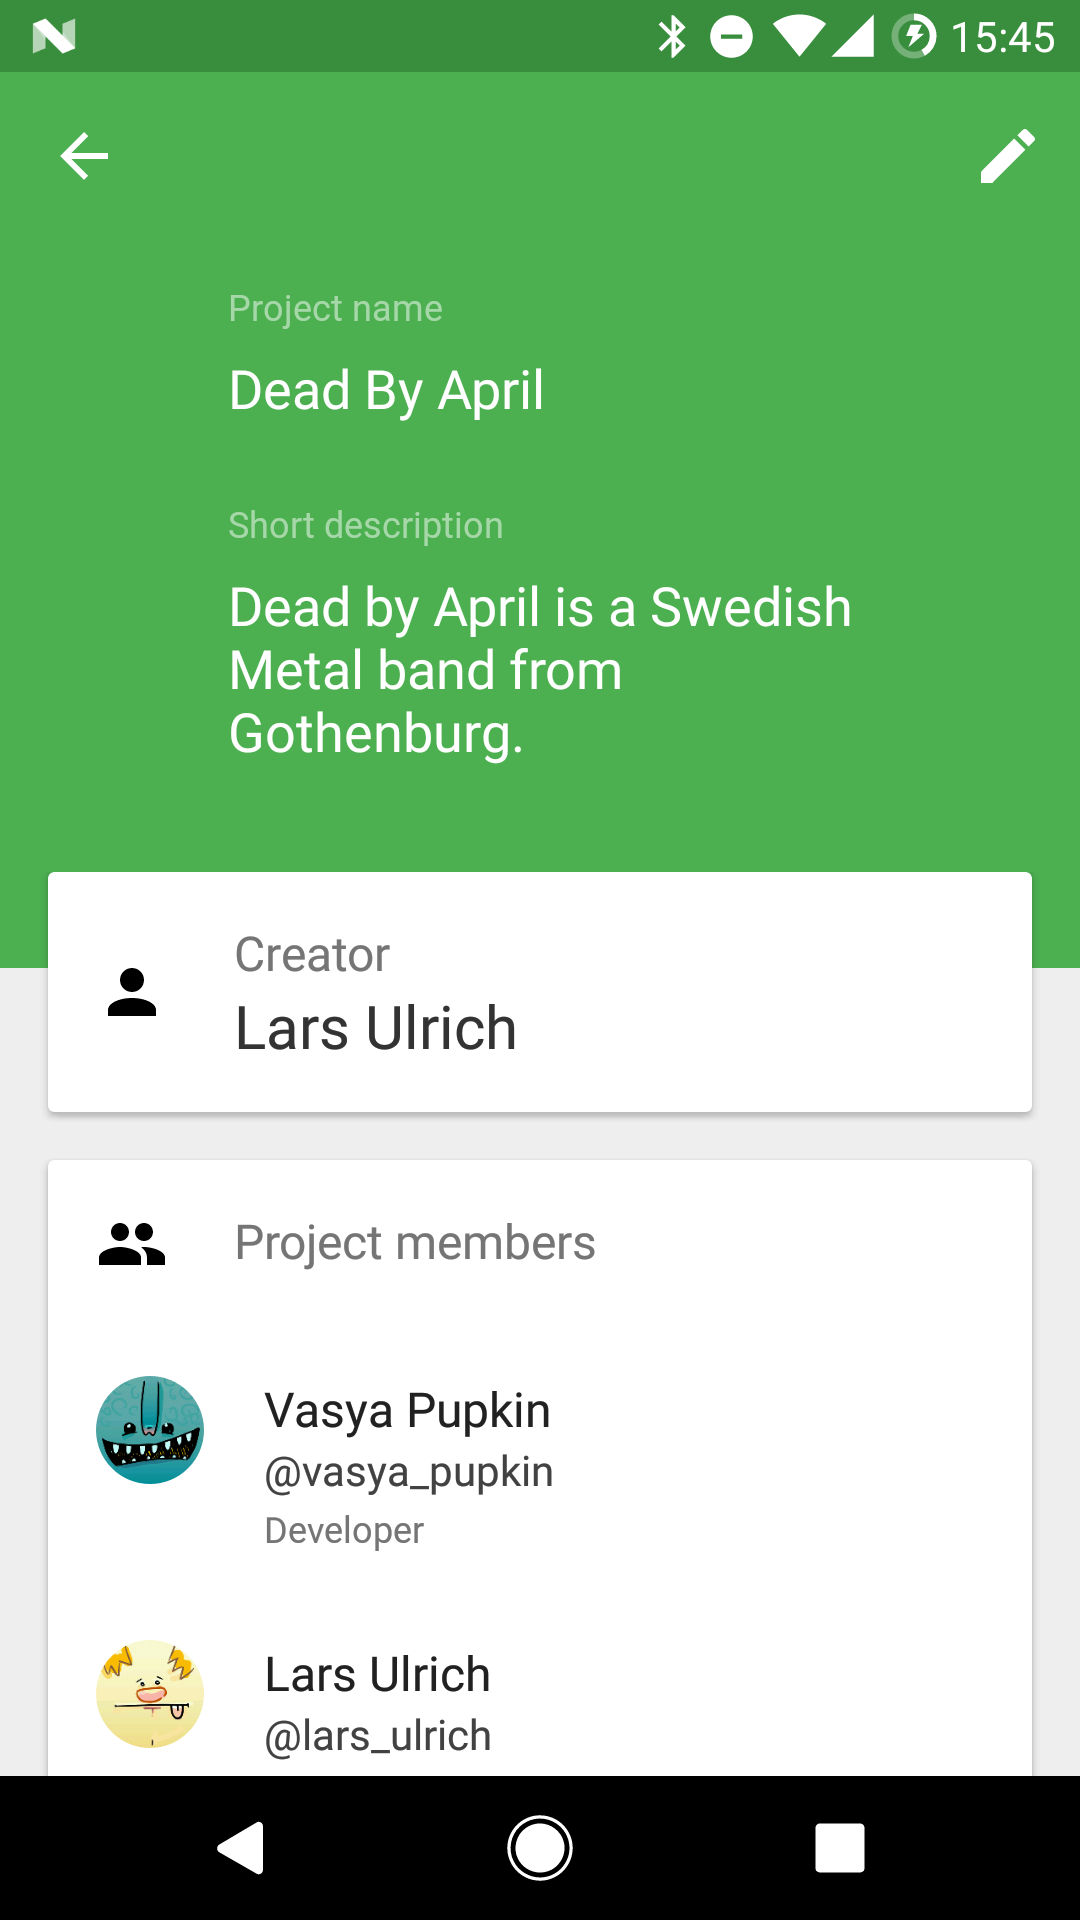 15:45
Project name
Dead By April
Short description
Dead by April is a Swedish
Metal band from
Gothenburg.
Creator
Lars Ulrich
Project members
Vasya Pupkin
@vasya_pupkin
Developer
Lars Ulrich
@lars_ulrich